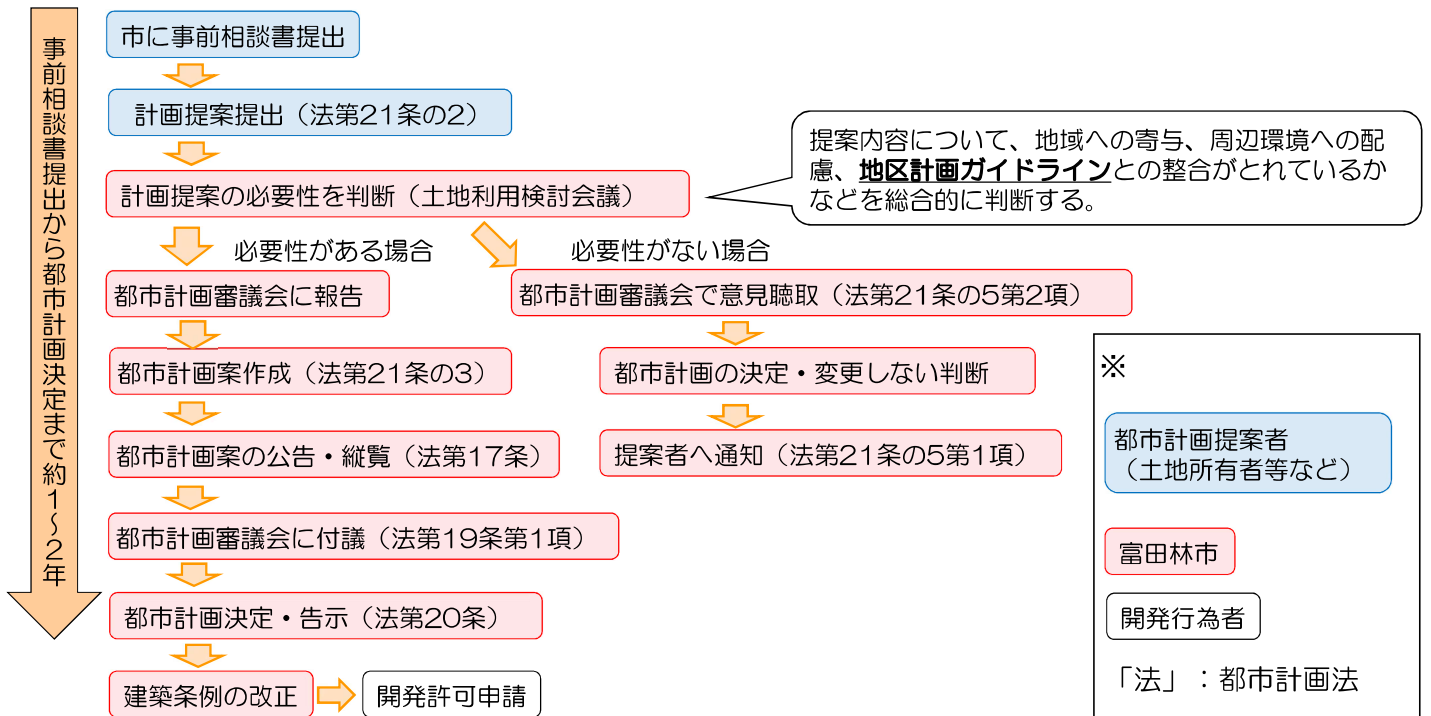 事前相談書提出から都市計画決定まで約1～2年
市に事前相談書提出
計画提案提出（法第21条の2）
計画提案の必要性を判断（土地利用検討会議）
提案内容について、地域への寄与、周辺環境への配
慮、地区計画ガイドラインとの整合がとれているか
などを総合的に判断する。
必要性がある場合
必要性がない場合
都市計画審議会に報告
都市計画審議会で意見聴取（法第21条の5第2項）
都市計画案作成（法第21条の3）
都市計画の決定・変更しない判断
都市計画案の公告・縦覧（法第17条）
提案者へ通知（法第21条の5第1項）
都市計画審議会に付議（法第19条第1項）
都市計画決定・告示（法第20条）
建築条例の改正
開発許可申請
※
都市計画提案者
（土地所有者等など）
富田林市
開発行為者
「法」：都市計画法